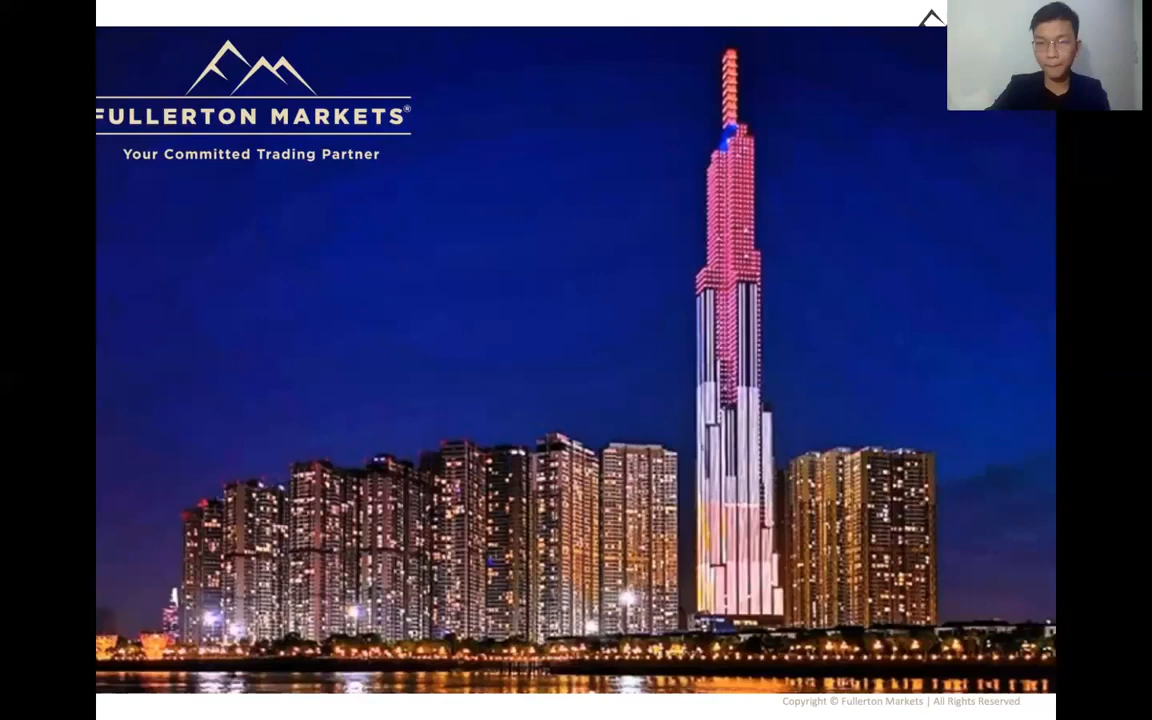 FULLERTON MARKETS®
Your Committed Trading Partner
Copyright © Fullerton Markets | All Rights Reserved